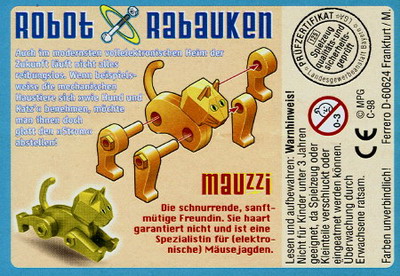 ROBOT RABAUKEN
Auch im modernsten vollelektronischen Heim der
Zukunft läuft nicht alles
reibungslos. Wenn beispiels-
weise die mechanischen
Haustiere sich »wie Hund und
Katz'« benehmen, möchte
man ihnen doch
glatt den »Strom«
abstellen!
MAUZZI
Die schnurrende, sanft-
mütige Freundin. Sie haart
garantiert nicht und ist eine
Spezialistin für (elektro-
nische) Mäusejagden.
PRÜFZERTIFIKAT
Spielzeug
qualitäts- und
sicherheits-
geprüft
Landesgewerbeanstalt Bayern
0-3
© MPG
C-98
Ferrero D-60624 Frankfurt / M.
Lesen und aufbewahren: Warnhinweis!
Nicht für Kinder unter 3 Jahren
geeignet, da Spielzeug oder
Kleinteile verschluckt oder
eingeatmet werden können.
Überwachung durch
Erwachsene ratsam.
Farben unverbindlich!